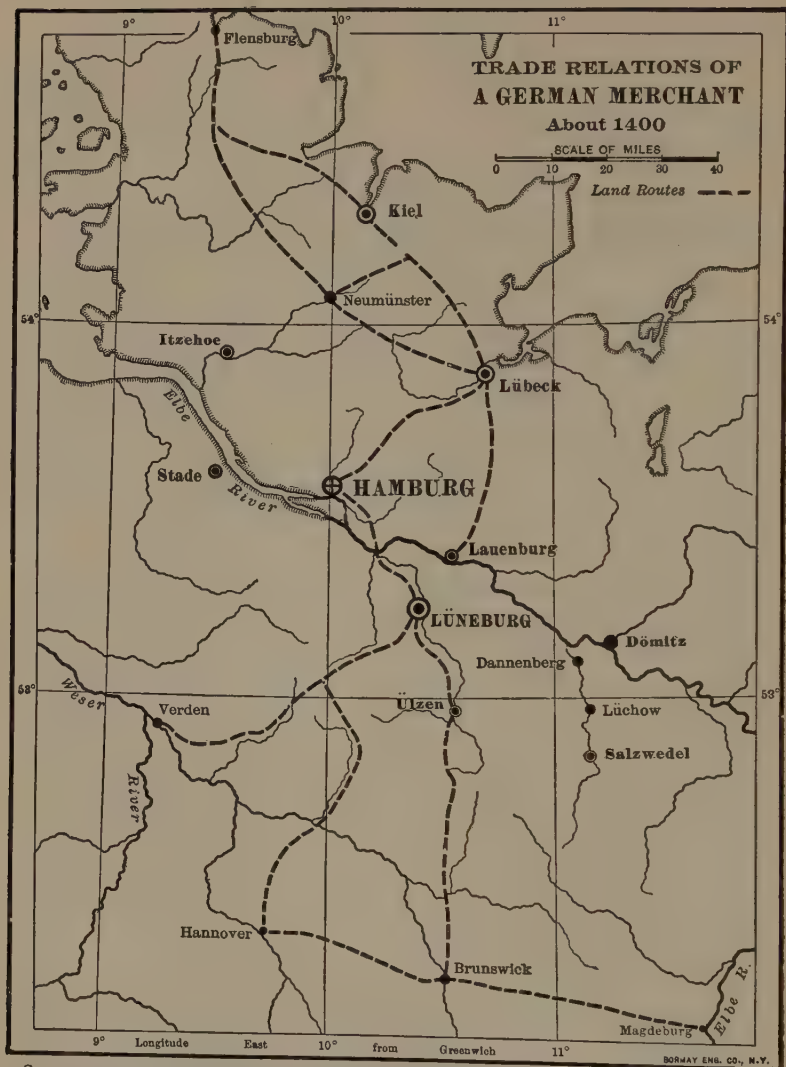 9°
10°
11°
Flensburg
TRADE RELATIONS OF
A GERMAN MERCHANT
About 1400
SCALE OF MILES
0 20 40
Land Routes
Kiel
Neumünster
54°
54°
Itzehoe
Lübeck
Elbe
River
Stade
HAMBURG
Lauenburg
LÜNEBURG
Dömitz
Dannenberg
53°
53°
Weser
River
Verden
Ülzen
Lüchow
Salzwedel
Hannover
Brunswick
Elbe R.
Magdeburg
9° Longitude East 10° from Greenwich 11°
BORMAY ENG. CO., N.Y.